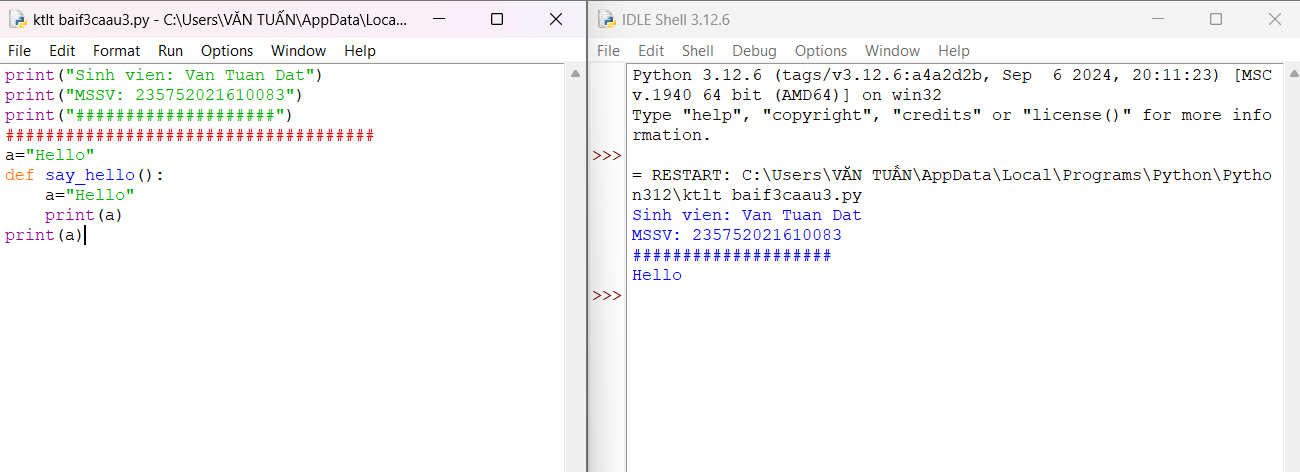 ktlt baif3caau3.py - C:\Users\VĂN TUẤN\AppData\Loca...
File Edit Format Run Options Window Help
print("Sinh vien: Van Tuan Dat")
print("MSSV: 235752021610083")
print("####################")
#####################################
a="Hello"
def say_hello():
    a="Hello"
    print(a)
print(a)
IDLE Shell 3.12.6
File Edit Shell Debug Options Window Help
Python 3.12.6 (tags/v3.12.6:a4a2d2b, Sep  6 2024, 20:11:23) [MSC
v.1940 64 bit (AMD64)] on win32
Type "help", "copyright", "credits" or "license()" for more info
rmation.
>>>
= RESTART: C:\Users\VĂN TUẤN\AppData\Local\Programs\Python\Pytho
n312\ktlt baif3caau3.py
Sinh vien: Van Tuan Dat
MSSV: 235752021610083
####################
Hello
>>>